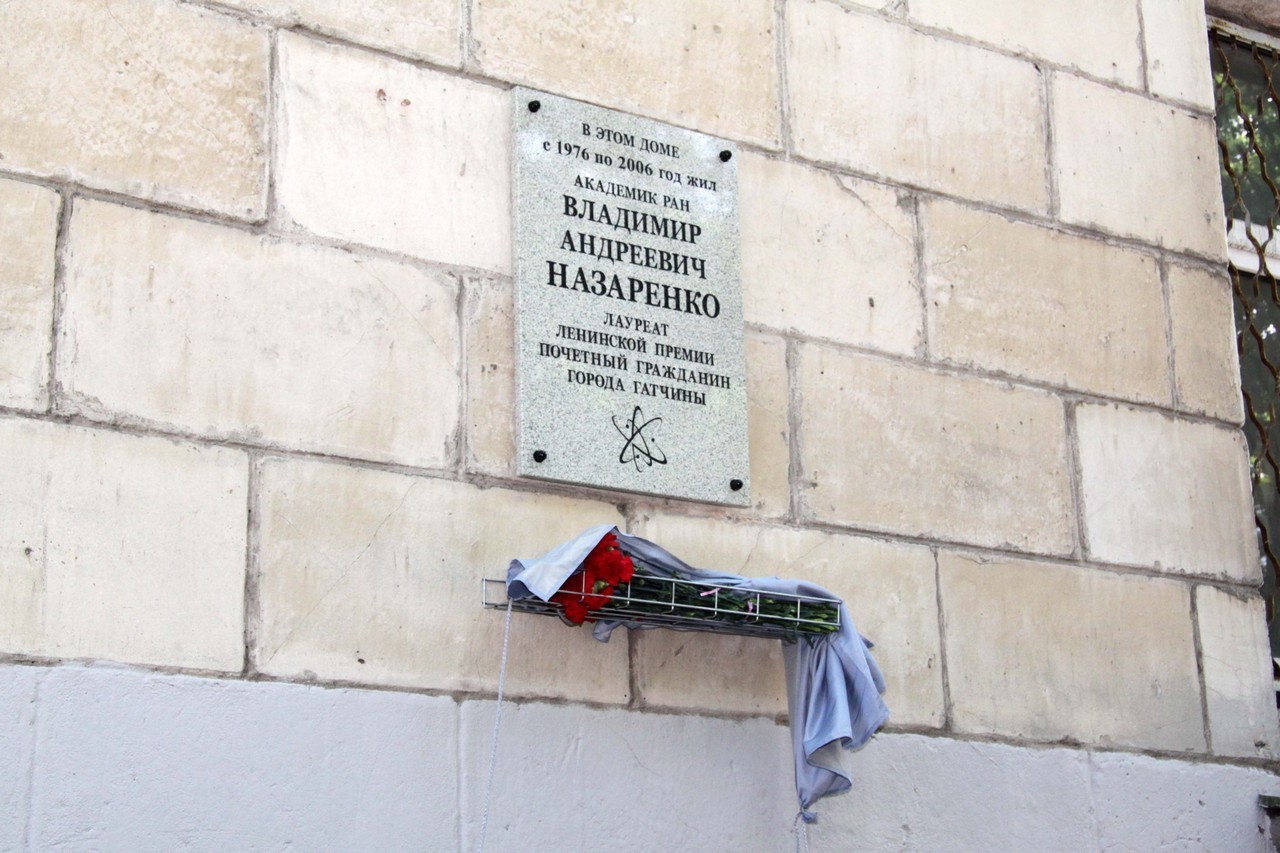 В ЭТОМ ДОМЕ
с 1976 по 2006 год жил
АКАДЕМИК РАН
ВЛАДИМИР
АНДРЕЕВИЧ
НАЗАРЕНКО
ЛАУРЕАТ
ЛЕНИНСКОЙ ПРЕМИИ
ПОЧЕТНЫЙ ГРАЖДАНИН
ГОРОДА ГАТЧИНЫ